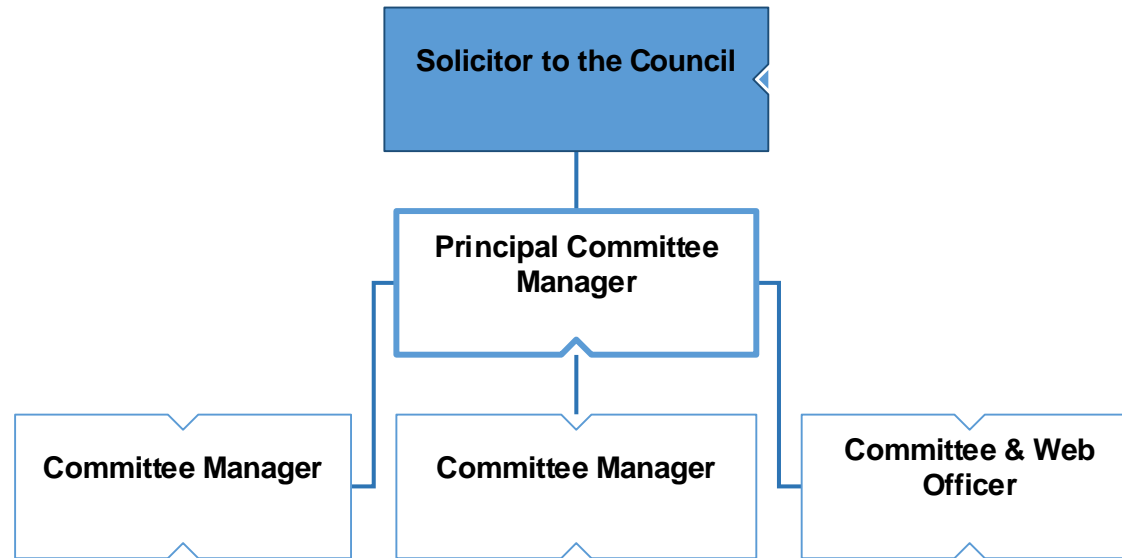 Solicitor to the Council
Principal Committee
Manager
Committee Manager
Committee Manager
Committee & Web
Officer